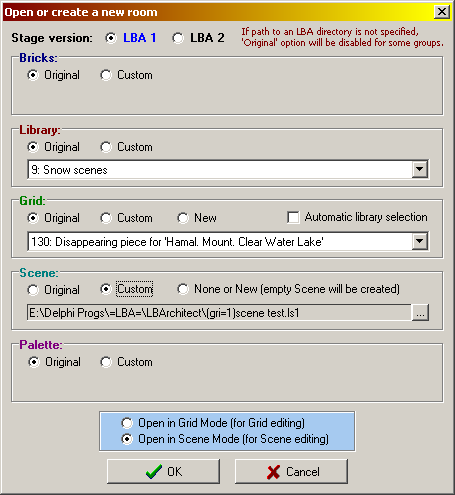 Open or create a new room
Stage version: LBA 1 LBA 2 If path to an LBA directory is not specified,
'Original' option will be disabled for some groups.
Bricks:
Original Custom
Library:
Original Custom
9: Snow scenes
Grid:
Original Custom New Automatic library selection
130: Disappearing piece for 'Hamal. Mount. Clear Water Lake'
Scene:
Original Custom None or New (empty Scene will be created)
E:\Delphi Progs\=LBA=\LBArchitect\(gri=1)scene test.ls1 ...
Palette:
Original Custom
Open in Grid Mode (for Grid editing)
Open in Scene Mode (for Scene editing)
OK Cancel